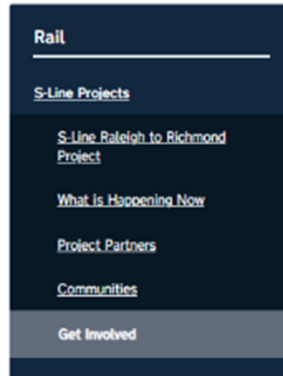 Rail
S-Line Projects
S-Line Raleigh to Richmond
Project
What is Happening Now
Project Partners
Communities
Get Involved